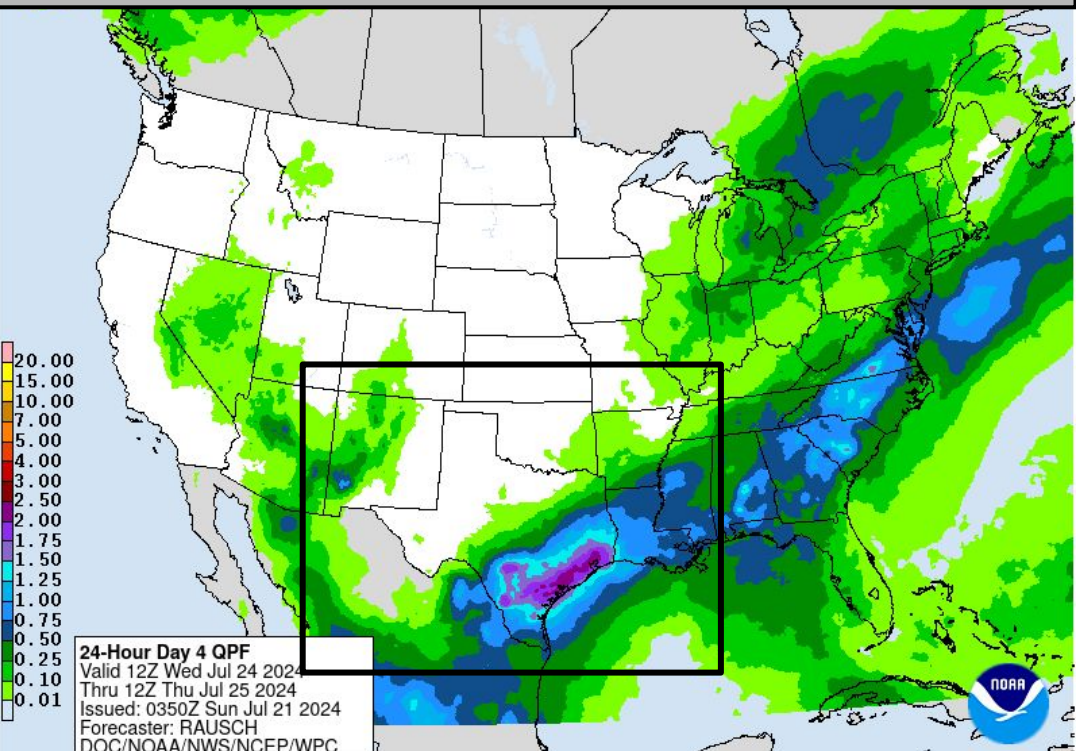 20.00
15.00
10.00
7.00
5.00
4.00
3.00
2.50
2.00
1.75
1.50
1.25
1.00
0.75
0.50
0.25
0.10
0.01
24-Hour Day 4 QPF
Valid 12Z Wed Jul 24 2024
Thru 12Z Thu Jul 25 2024
Issued: 0350Z Sun Jul 21 2024
Forecaster: RAUSCH
DOC/NOAA/NWS/NCEP/WPC
NOAA